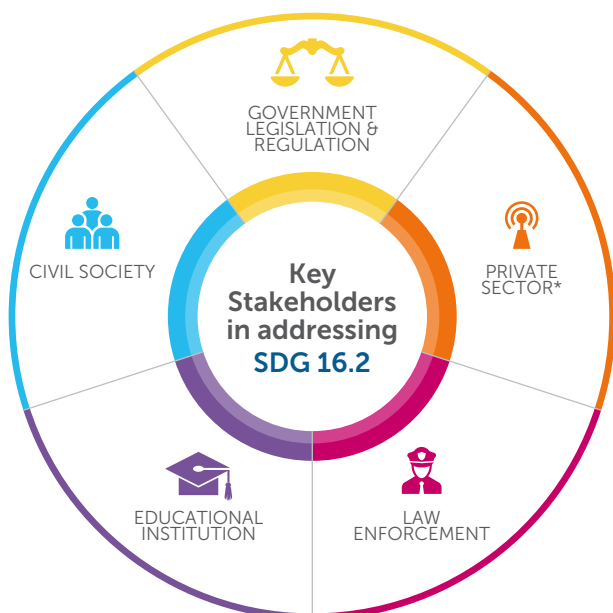 GOVERNMENT
LEGISLATION &
REGULATION
CIVIL SOCIETY
Key
Stakeholders
in addressing
SDG 16.2
PRIVATE
SECTOR*
EDUCATIONAL
INSTITUTION
LAW
ENFORCEMENT